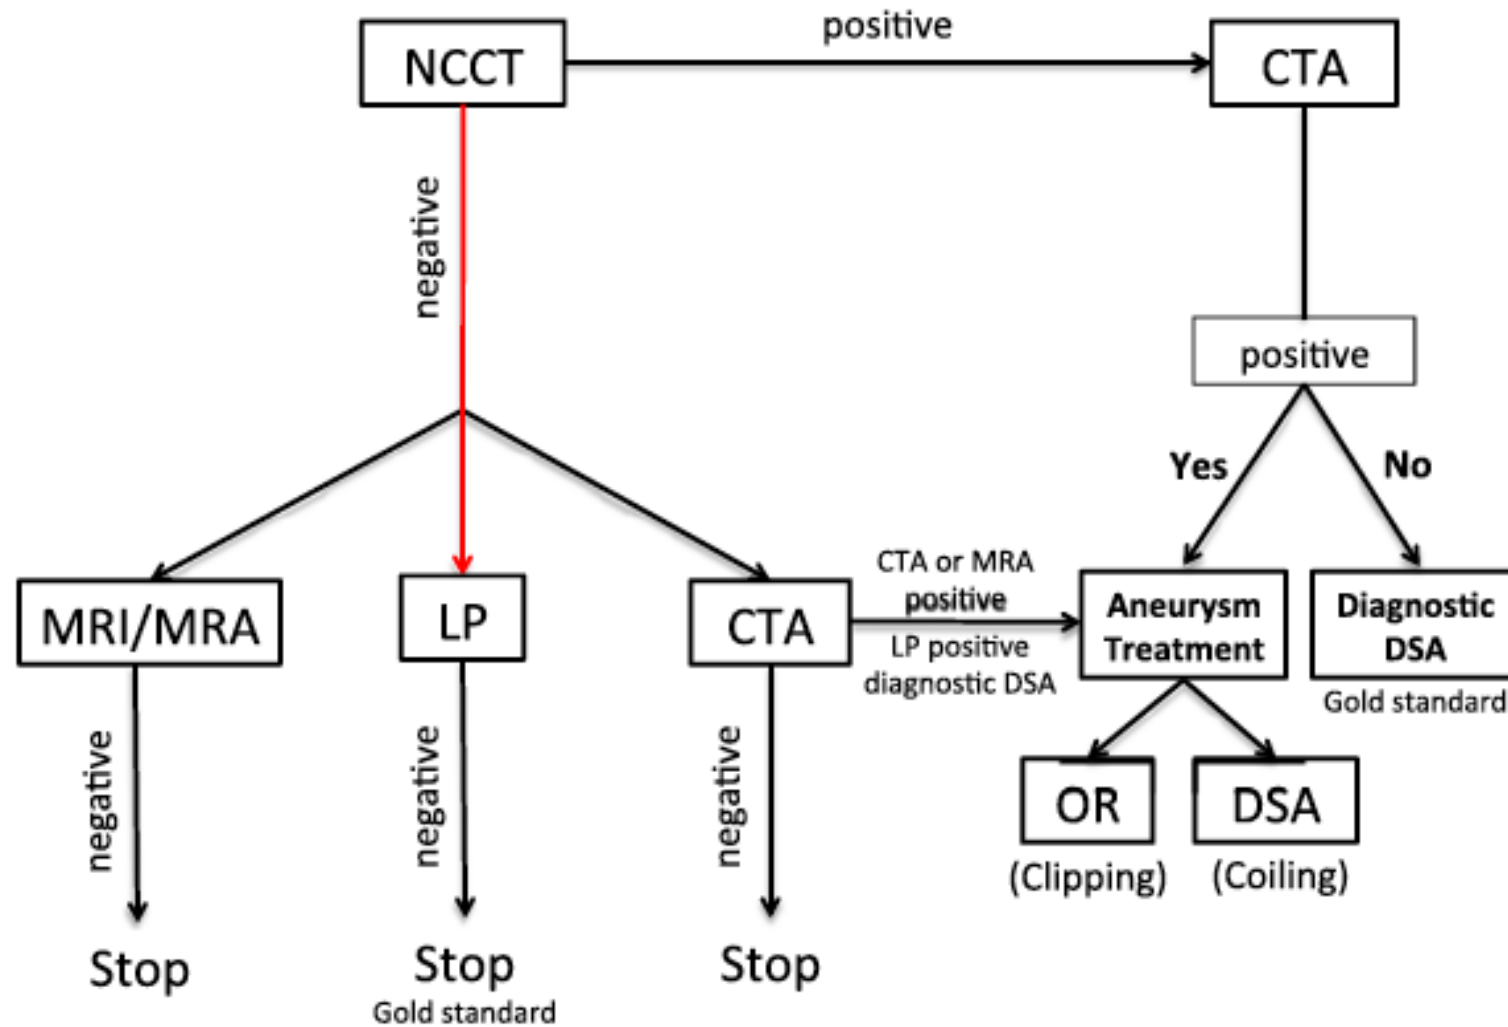 NCCT
positive
CTA
negative
positive
Yes
No
MRI/MRA
LP
CTA
CTA or MRA
positive
LP positive
diagnostic DSA
Aneurysm
Treatment
Diagnostic
DSA
Gold standard
negative
negative
negative
OR
DSA
(Clipping)
(Coiling)
Stop
Stop
Gold standard
Stop